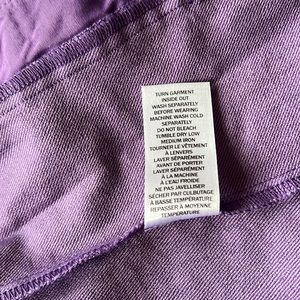 TURN GARMENT
INSIDE OUT
WASH SEPARATELY
BEFORE WEARING
MACHINE WASH COLD
SEPARATELY
DO NOT BLEACH
TUMBLE DRY LOW
MEDIUM IRON
TOURNER LE VÊTEMENT
À L'ENVERS
LAVER SÉPARÉMENT
AVANT DE PORTER
LAVER SÉPARÉMENT
À LA MACHINE
À L'EAU FROIDE
NE PAS JAVELLISER
SÉCHER PAR CULBUTAGE
À BASSE TEMPÉRATURE
REPASSER À MOYENNE
TEMPÉRATURE